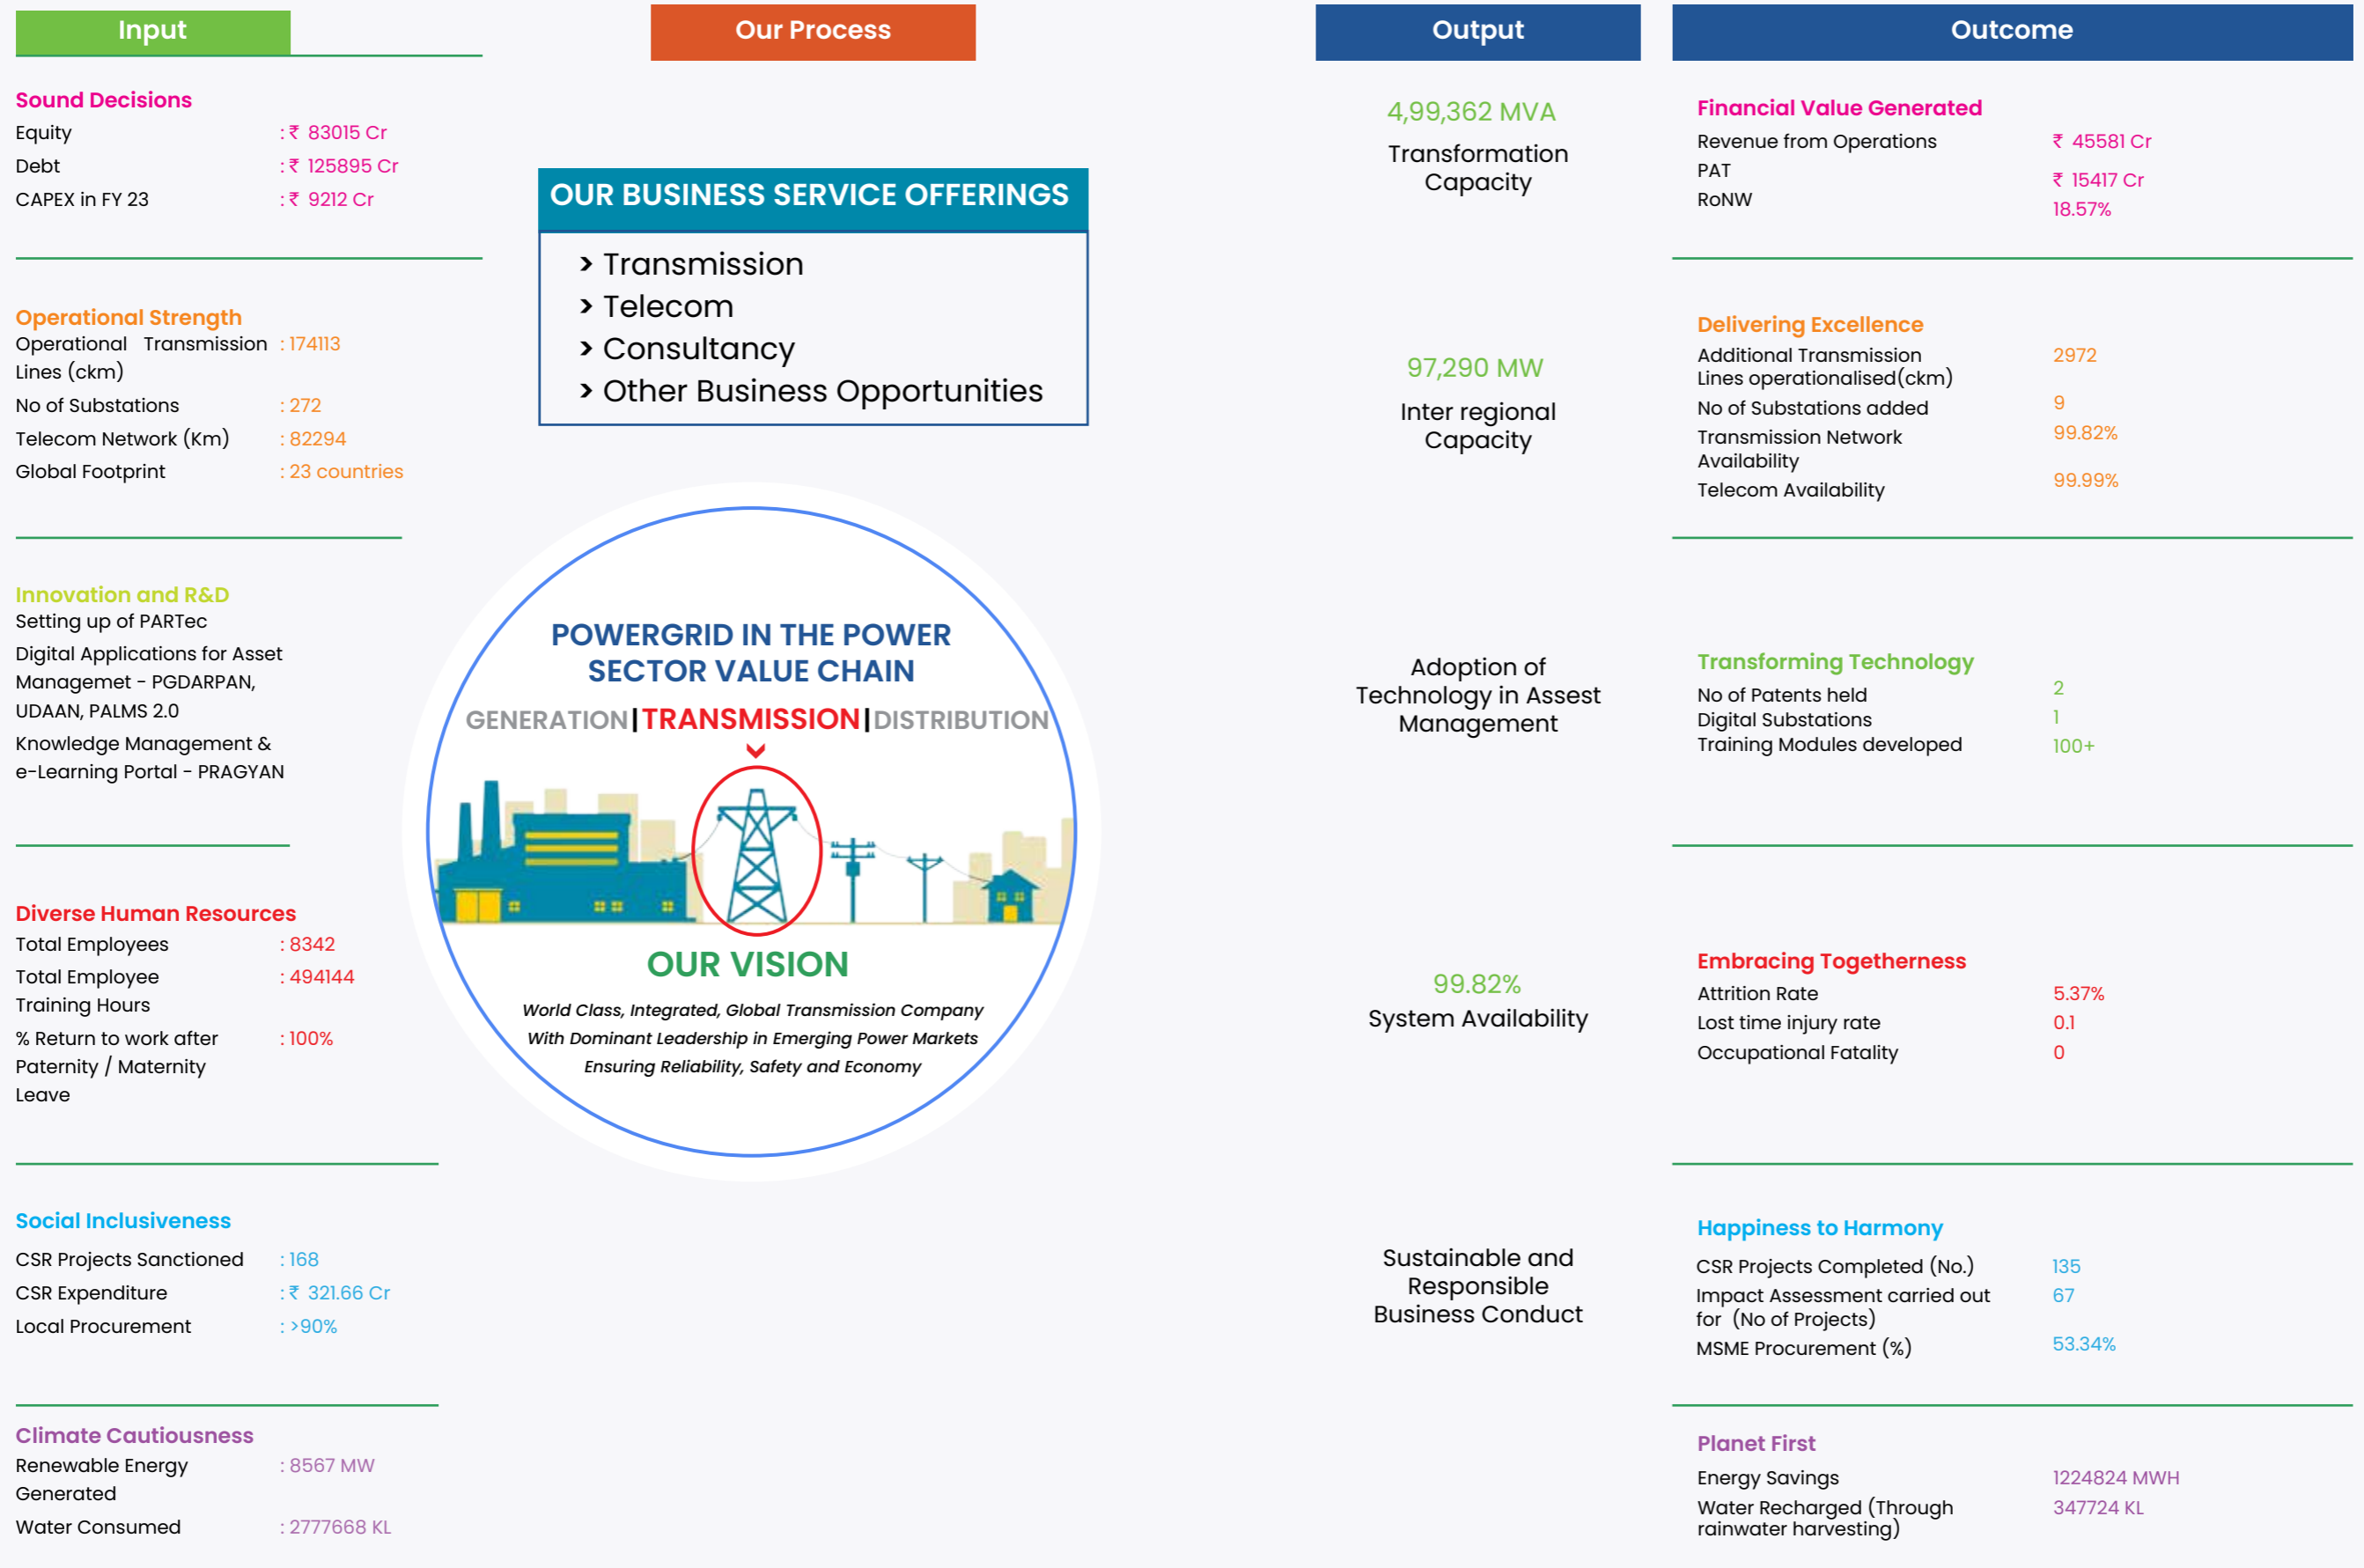 Input
Sound Decisions
Equity : ₹ 83015 Cr
Debt : ₹ 125895 Cr
CAPEX in FY 23 : ₹ 9212 Cr
Operational Strength
Operational Transmission : 174113
Lines (ckm)
No of Substations : 272
Telecom Network (Km) : 82294
Global Footprint : 23 countries
Innovation and R&D
Setting up of PARTec
Digital Applications for Asset
Managemet - PGDARPAN,
UDAAN, PALMS 2.0
Knowledge Management &
e-Learning Portal - PRAGYAN
Diverse Human Resources
Total Employees : 8342
Total Employee : 494144
Training Hours
% Return to work after : 100%
Paternity / Maternity
Leave
Social Inclusiveness
CSR Projects Sanctioned : 168
CSR Expenditure : ₹ 321.66 Cr
Local Procurement : >90%
Climate Cautiousness
Renewable Energy : 8567 MW
Generated
Water Consumed : 2777668 KL
Our Process
OUR BUSINESS SERVICE OFFERINGS
> Transmission
> Telecom
> Consultancy
> Other Business Opportunities
POWERGRID IN THE POWER
SECTOR VALUE CHAIN
GENERATION|TRANSMISSION|DISTRIBUTION
OUR VISION
World Class, Integrated, Global Transmission Company
With Dominant Leadership in Emerging Power Markets
Ensuring Reliability, Safety and Economy
Output
4,99,362 MVA
Transformation
Capacity
97,290 MW
Inter regional
Capacity
Adoption of
Technology in Assest
Management
99.82%
System Availability
Sustainable and
Responsible
Business Conduct
Outcome
Financial Value Generated
Revenue from Operations ₹ 45581 Cr
PAT ₹ 15417 Cr
RoNW 18.57%
Delivering Excellence
Additional Transmission 2972
Lines operationalised(ckm)
No of Substations added 9
Transmission Network 99.82%
Availability
Telecom Availability 99.99%
Transforming Technology
No of Patents held 2
Digital Substations 1
Training Modules developed 100+
Embracing Togetherness
Attrition Rate 5.37%
Lost time injury rate 0.1
Occupational Fatality 0
Happiness to Harmony
CSR Projects Completed (No.) 135
Impact Assessment carried out 67
for (No of Projects)
MSME Procurement (%) 53.34%
Planet First
Energy Savings 1224824 MWH
Water Recharged (Through 347724 KL
rainwater harvesting)